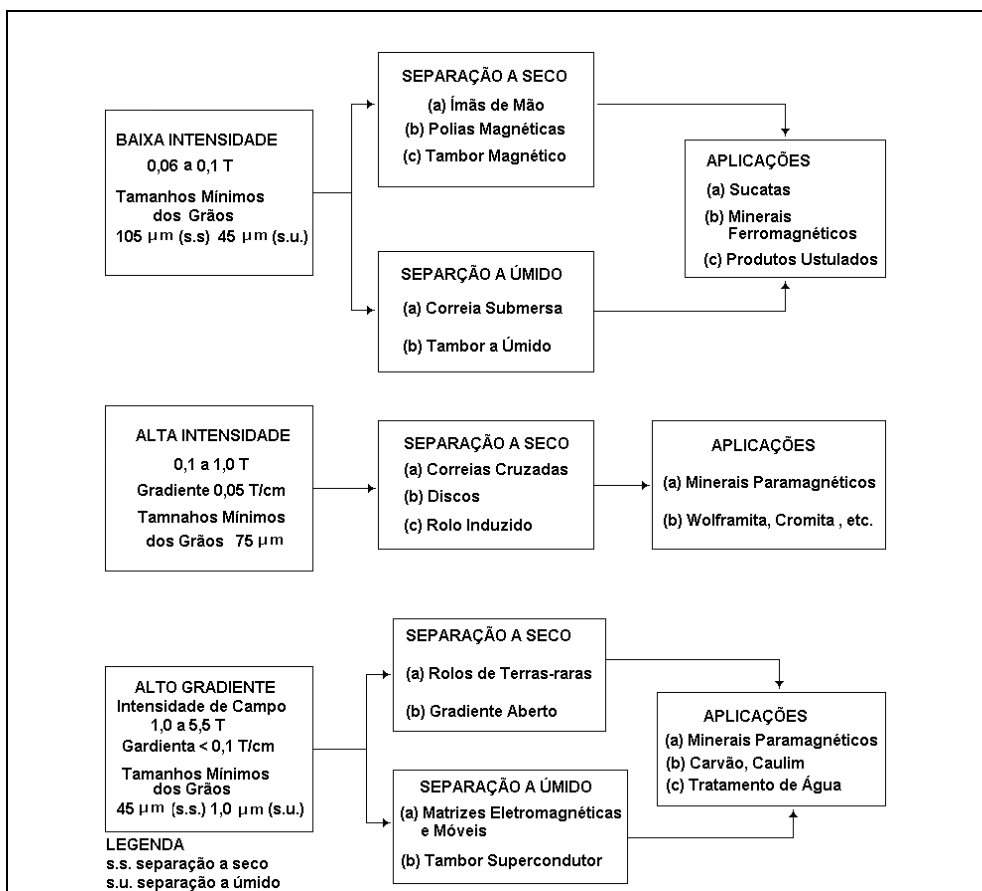 BAIXA INTENSIDADE
0,06 a 0,1 T
Tamanhos Mínimos
dos Grãos
105 µm (s.s) 45 µm (s.u.)
SEPARAÇÃO A SECO
(a) Ímãs de Mão
(b) Polias Magnéticas
(c) Tambor Magnético
SEPARÇÃO A ÚMIDO
(a) Correia Submersa
(b) Tambor a Úmido
APLICAÇÕES
(a) Sucatas
(b) Minerais
Ferromagnéticos
(c) Produtos Ustulados
ALTA INTENSIDADE
0,1 a 1,0 T
Gradiente 0,05 T/cm
Tamnahos Mínimos
dos Grãos 75 µm
SEPARAÇÃO A SECO
(a) Correias Cruzadas
(b) Discos
(c) Rolo Induzido
APLICAÇÕES
(a) Minerais Paramagnéticos
(b) Wolframita, Cromita , etc.
ALTO GRADIENTE
Intensidade de Campo
1,0 a 5,5 T
Gardienta < 0,1 T/cm
Tamanhos Mínimos
dos Grãos
45 µm (s.s.) 1,0 µm (s.u.)
SEPARAÇÃO A SECO
(a) Rolos de Terras-raras
(b) Gradiente Aberto
SEPARAÇÃO A ÚMIDO
(a) Matrizes Eletromagnéticas
e Móveis
(b) Tambor Supercondutor
APLICAÇÕES
(a) Minerais Paramagnéticos
(b) Carvão, Caulim
(c) Tratamento de Água
LEGENDA
s.s. separação a seco
s.u. separação a úmido